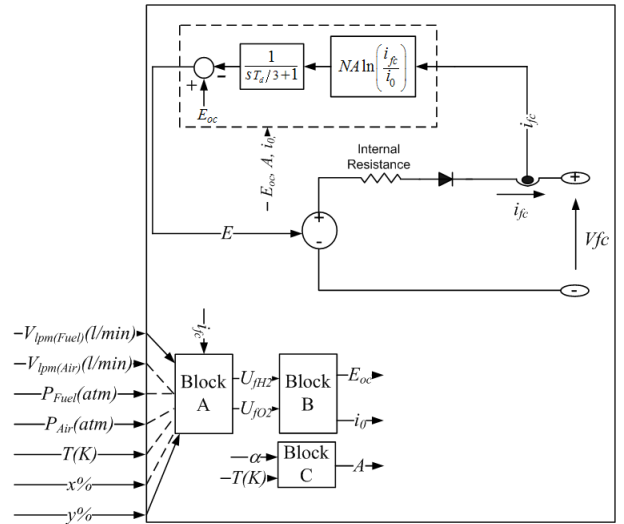 1
sT_d/3+1
NA ln(i_fc/i_0)
+
−
E_oc
− E_oc, A, i_0,
i_fc
Internal
Resistance
+
i_fc
Vfc
E
+
-
-
i_fc
−V_lpm(Fuel)(l/min)
−V_lpm(Air)(l/min)
P_Fuel(atm)
P_Air(atm)
T(K)
x%
y%
Block
A
U_fH2
U_fO2
Block
B
E_oc
i_0
α
−T(K)
Block
C
A